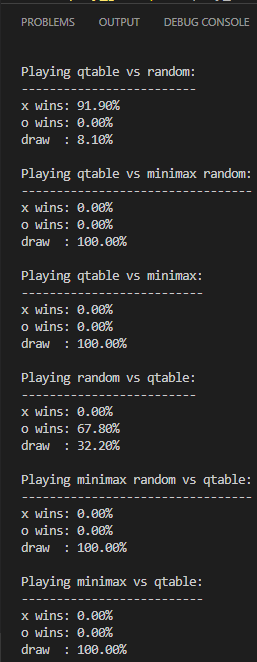 PROBLEMS OUTPUT DEBUG CONSOLE
Playing qtable vs random:
-------------------------
x wins: 91.90%
o wins: 0.00%
draw  : 8.10%
Playing qtable vs minimax random:
---------------------------------
x wins: 0.00%
o wins: 0.00%
draw  : 100.00%
Playing qtable vs minimax:
--------------------------
x wins: 0.00%
o wins: 0.00%
draw  : 100.00%
Playing random vs qtable:
-------------------------
x wins: 0.00%
o wins: 67.80%
draw  : 32.20%
Playing minimax random vs qtable:
---------------------------------
x wins: 0.00%
o wins: 0.00%
draw  : 100.00%
Playing minimax vs qtable:
--------------------------
x wins: 0.00%
o wins: 0.00%
draw  : 100.00%